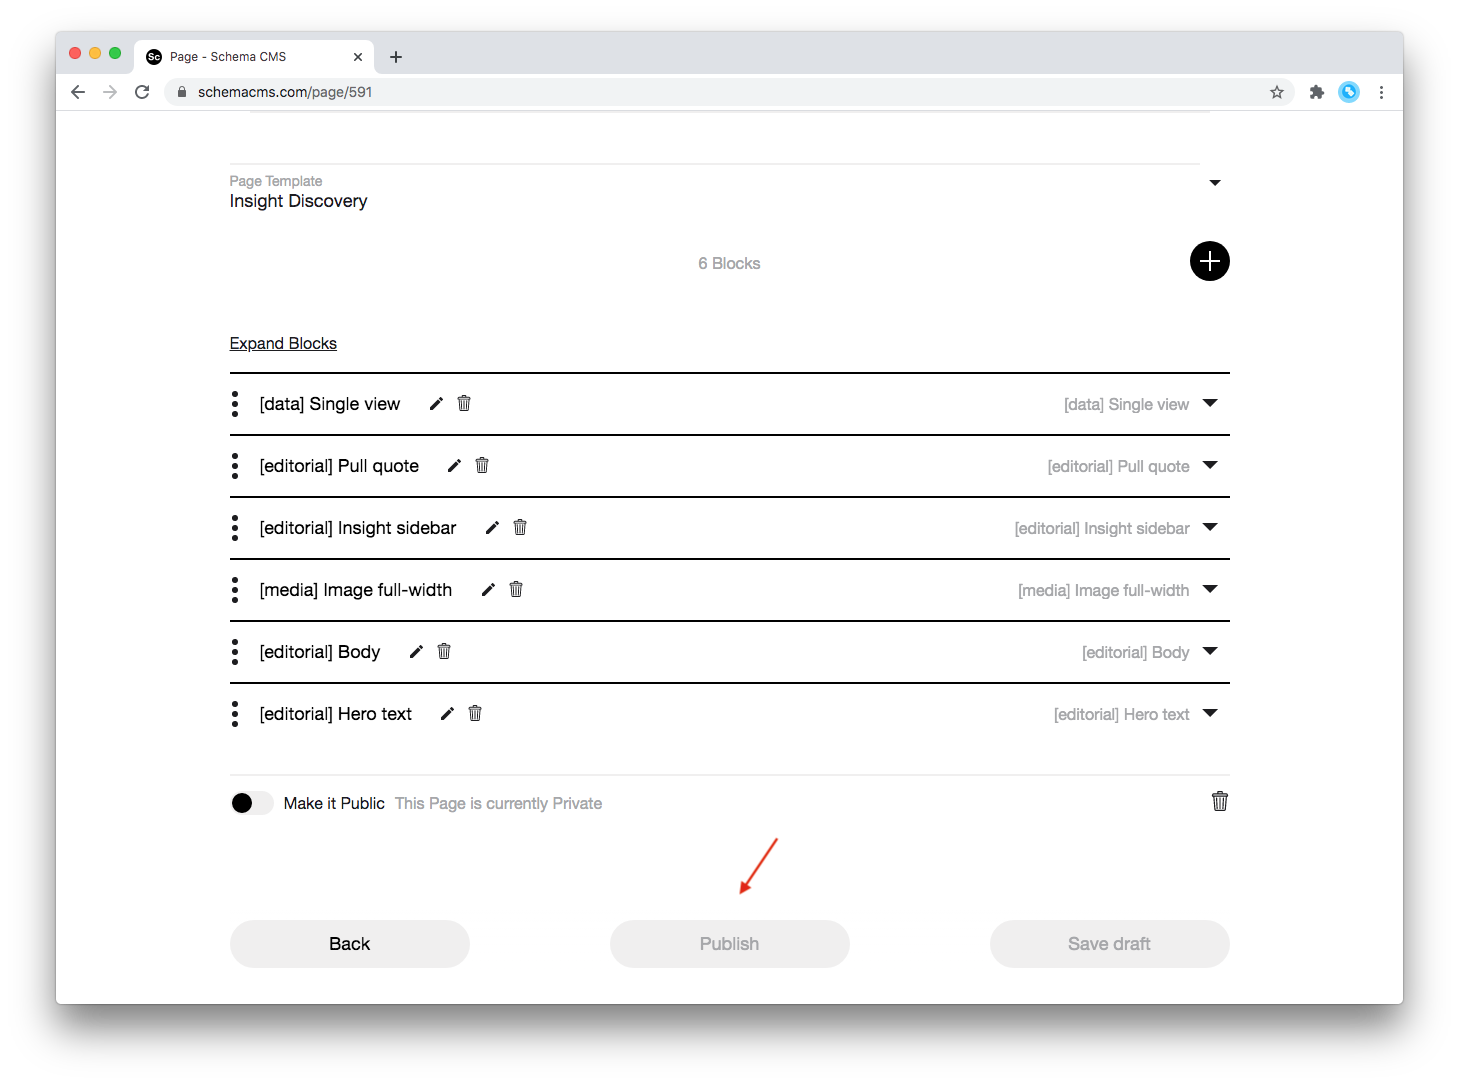 Sc Page - Schema CMS
schemacms.com/page/591
Page Template
Insight Discovery
6 Blocks
Expand Blocks
[data] Single view [data] Single view
[editorial] Pull quote [editorial] Pull quote
[editorial] Insight sidebar [editorial] Insight sidebar
[media] Image full-width [media] Image full-width
[editorial] Body [editorial] Body
[editorial] Hero text [editorial] Hero text
Make it Public This Page is currently Private
Back Publish Save draft